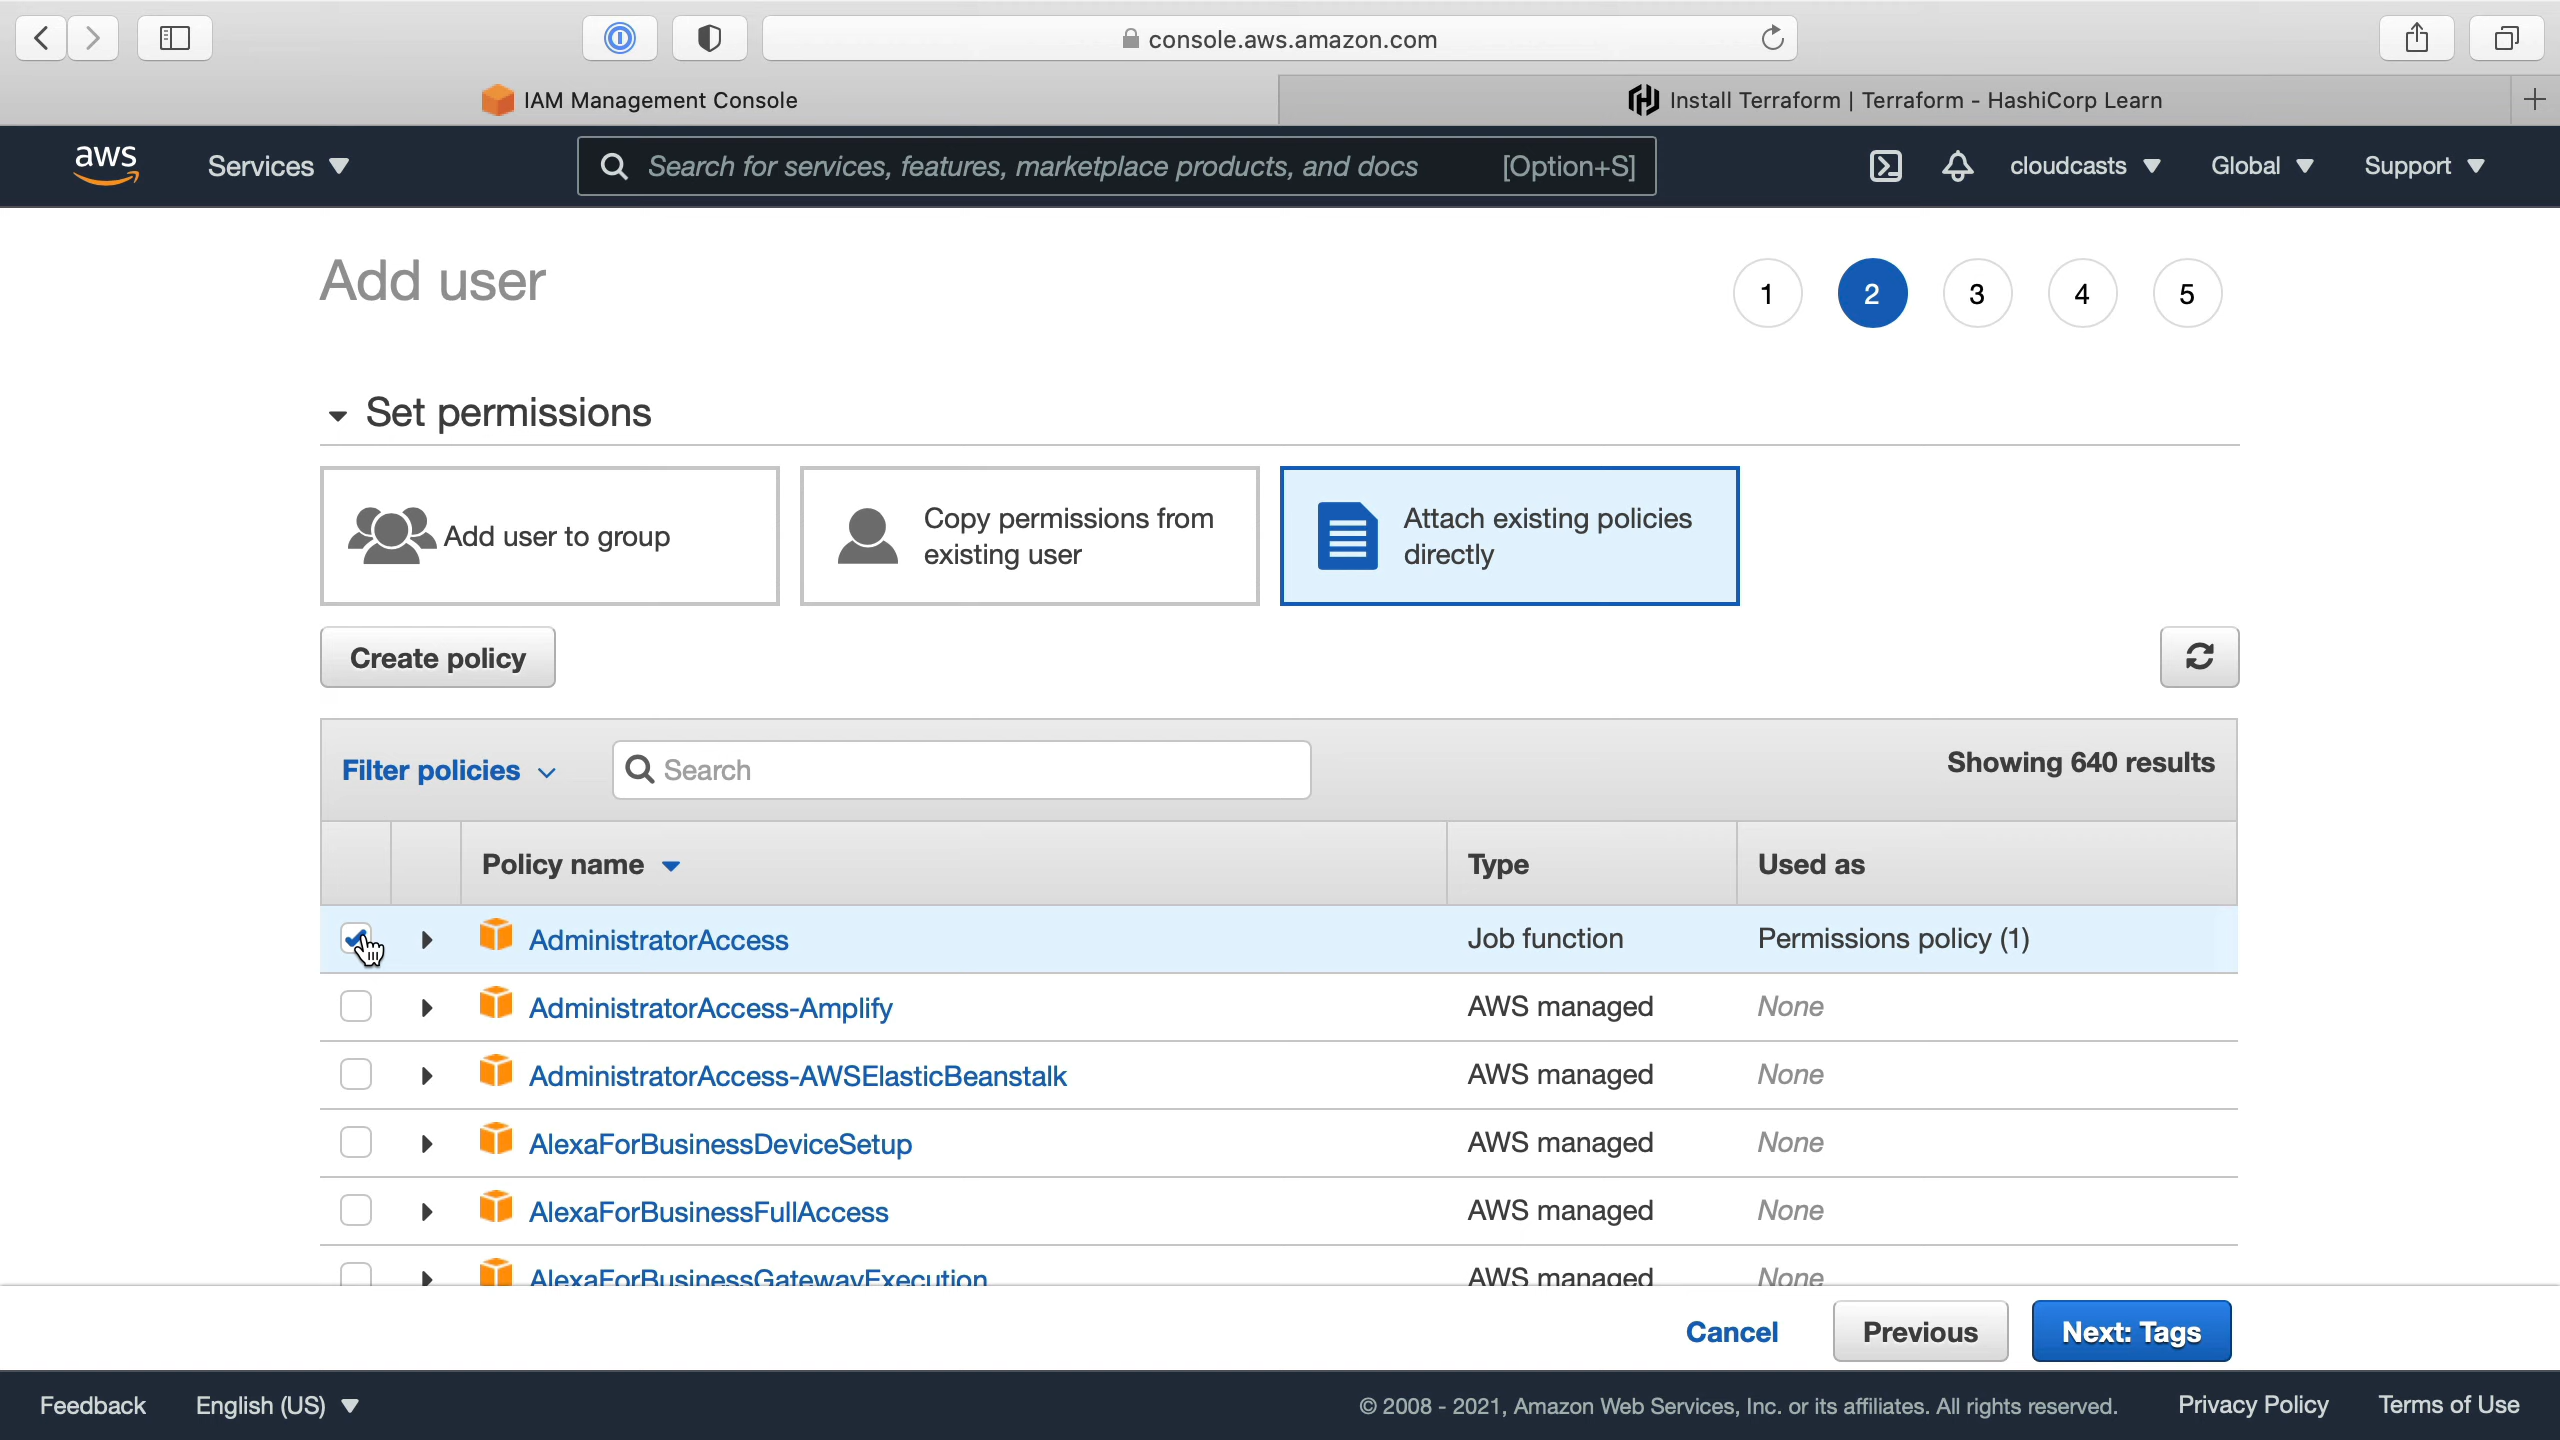 console.aws.amazon.com
IAM Management Console
Install Terraform | Terraform - HashiCorp Learn
aws
Services
Search for services, features, marketplace products, and docs
[Option+S]
cloudcasts
Global
Support
Add user
1
2
3
4
5
Set permissions
Add user to group
Copy permissions from
existing user
Attach existing policies
directly
Create policy
Filter policies
Search
Showing 640 results
Policy name
Type
Used as
AdministratorAccess
Job function
Permissions policy (1)
AdministratorAccess-Amplify
AWS managed
None
AdministratorAccess-AWSElasticBeanstalk
AWS managed
None
AlexaForBusinessDeviceSetup
AWS managed
None
AlexaForBusinessFullAccess
AWS managed
None
AlexaForBusinessGatewayExecution
AWS managed
None
Cancel
Previous
Next: Tags
Feedback
English (US)
© 2008 - 2021, Amazon Web Services, Inc. or its affiliates. All rights reserved.
Privacy Policy
Terms of Use